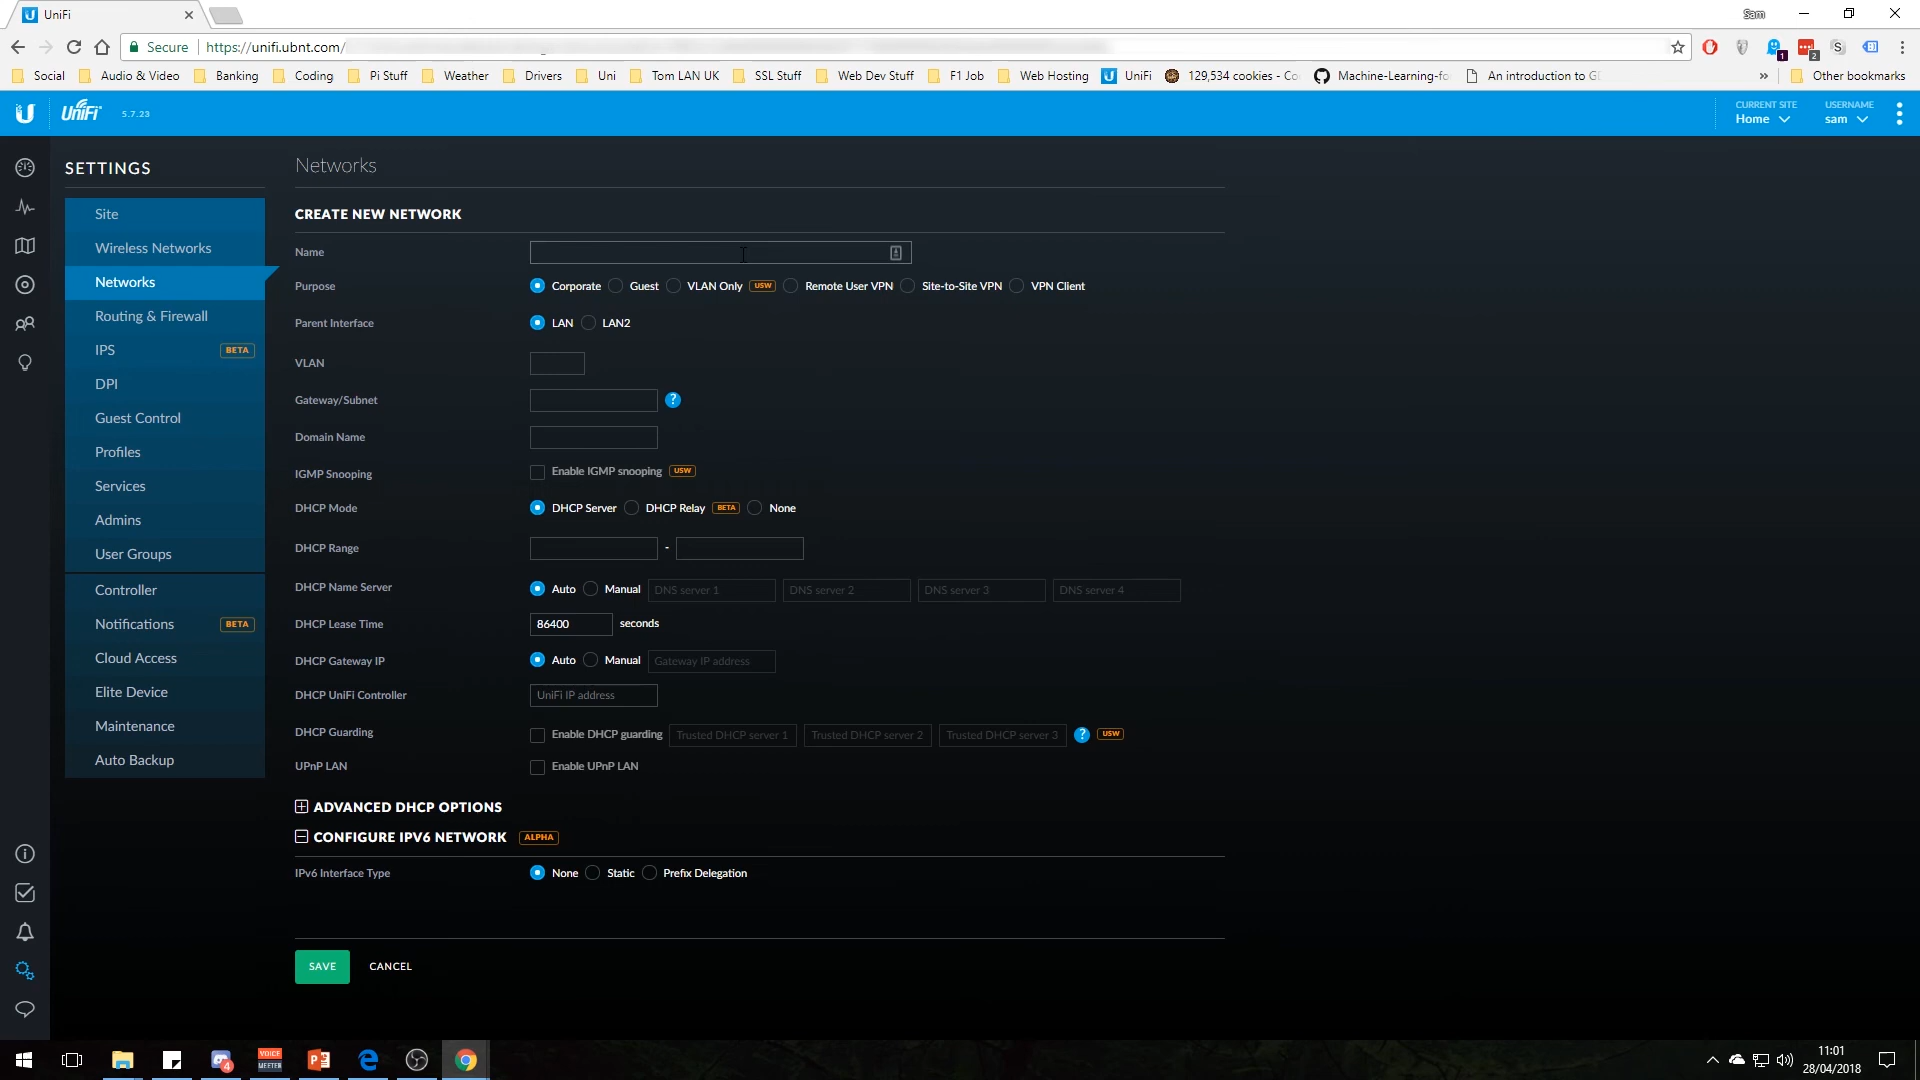 UniFi
Sam
Secure
https://unifi.ubnt.com/
Social
Audio & Video
Banking
Coding
Pi Stuff
Weather
Drivers
Uni
Tom LAN UK
SSL Stuff
Web Dev Stuff
F1 Job
Web Hosting
UniFi
129,534 cookies - Co
Machine-Learning-fo
An introduction to G
»
Other bookmarks
UniFi 5.7.23
CURRENT SITE
Home
USERNAME
sam
SETTINGS
Site
Wireless Networks
Networks
Routing & Firewall
IPS BETA
DPI
Guest Control
Profiles
Services
Admins
User Groups
Controller
Notifications BETA
Cloud Access
Elite Device
Maintenance
Auto Backup
Networks
CREATE NEW NETWORK
Name
Purpose Corporate Guest VLAN Only USW Remote User VPN Site-to-Site VPN VPN Client
Parent Interface LAN LAN2
VLAN
Gateway/Subnet ?
Domain Name
IGMP Snooping Enable IGMP snooping USW
DHCP Mode DHCP Server DHCP Relay BETA None
DHCP Range -
DHCP Name Server Auto Manual DNS server 1 DNS server 2 DNS server 3 DNS server 4
DHCP Lease Time 86400 seconds
DHCP Gateway IP Auto Manual Gateway IP address
DHCP UniFi Controller UniFi IP address
DHCP Guarding Enable DHCP guarding Trusted DHCP server 1 Trusted DHCP server 2 Trusted DHCP server 3 ? USW
UPnP LAN Enable UPnP LAN
ADVANCED DHCP OPTIONS
CONFIGURE IPV6 NETWORK ALPHA
IPv6 Interface Type None Static Prefix Delegation
SAVE CANCEL
4
VOICE
MEETER
11:01
28/04/2018